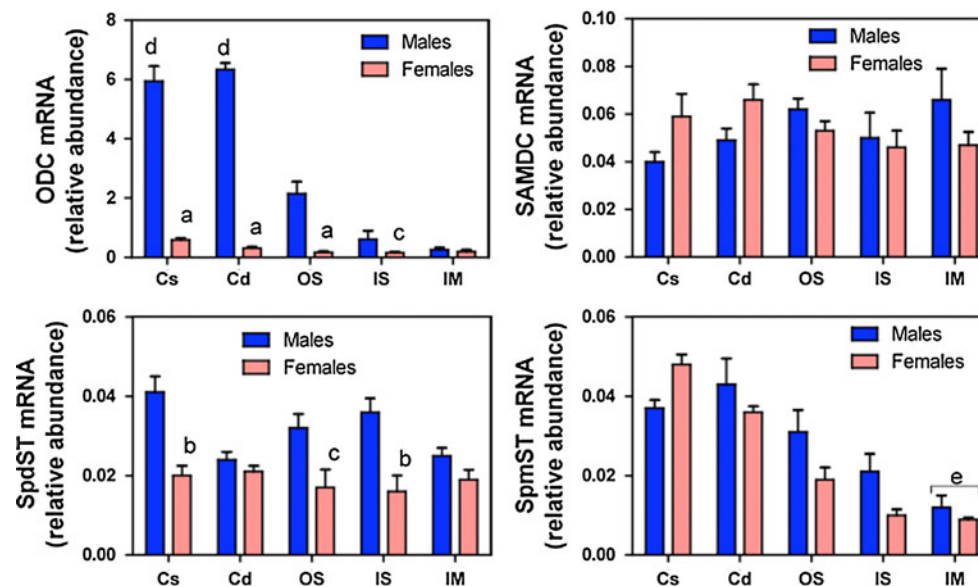 ODC mRNA
(relative abundance)
8
6
4
2
0
d
d
a
a
a
c
Males
Females
Cs
Cd
OS
IS
IM
SAMDC mRNA
(relative abundance)
0.10
0.08
0.06
0.04
0.02
0.00
Males
Females
Cs
Cd
OS
IS
IM
SpdST mRNA
(relative abundance)
0.06
0.04
0.02
0.00
Males
Females
b
c
b
Cs
Cd
OS
IS
IM
SpmST mRNA
(relative abundance)
0.06
0.04
0.02
0.00
Males
Females
e
Cs
Cd
OS
IS
IM